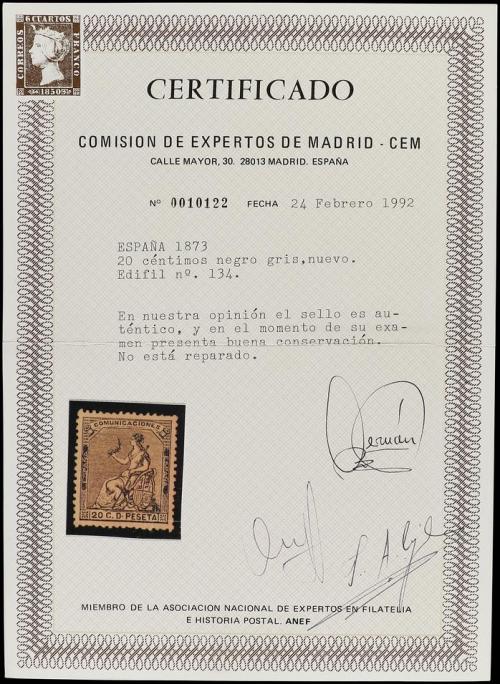 6CUARTOS
CORREOS
FRANCO
1850
CERTIFICADO
COMISION DE EXPERTOS DE MADRID - CEM
CALLE MAYOR, 30. 28013 MADRID. ESPAÑA
Nº 0010122 FECHA 24 Febrero 1992
ESPAÑA 1873
20 céntimos negro gris,nuevo.
Edifil nº. 134.
En nuestra opinión el sello es au-
téntico, y en el momento de su exa-
men presenta buena conservación.
No está reparado.
COMUNICACIONES
20 C. D. PESETA
MIEMBRO DE LA ASOCIACION NACIONAL DE EXPERTOS EN FILATELIA
E HISTORIA POSTAL. ANEF